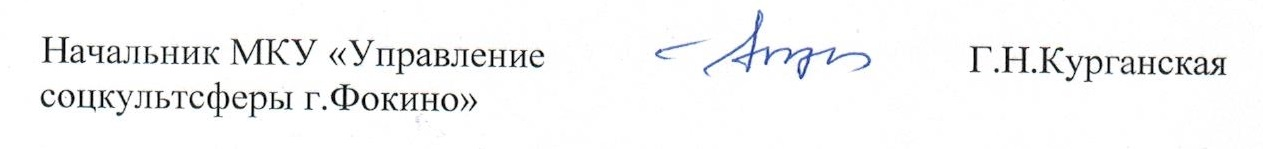 Начальник МКУ «Управление Г.Н.Курганская
соцкультсферы г.Фокино»